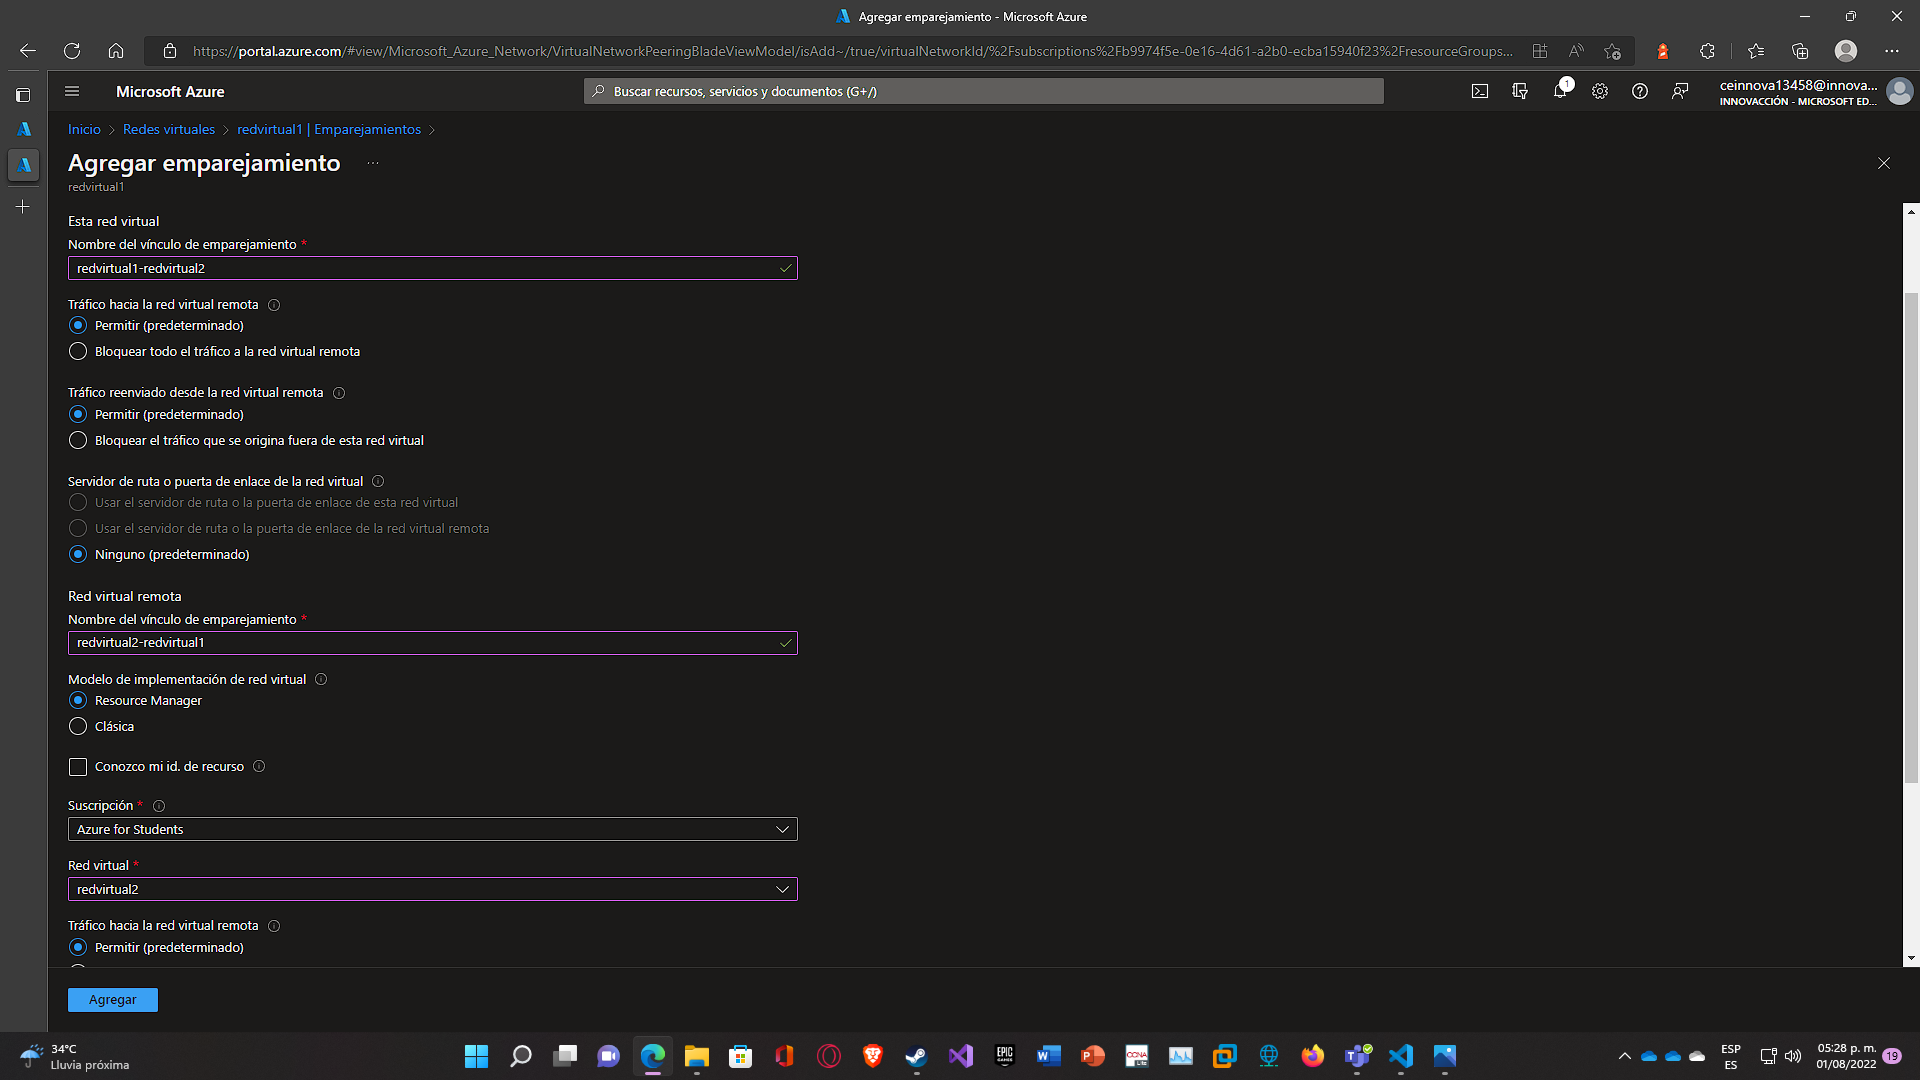 Agregar emparejamiento - Microsoft Azure
https://portal.azure.com/#view/Microsoft_Azure_Network/VirtualNetworkPeeringBladeViewModel/isAdd~/true/virtualNetworkId/%2Fsubscriptions%2Fb9974f5e-0e16-4d61-a2b0-ecba15940f23%2FresourceGroups...
Microsoft Azure
Buscar recursos, servicios y documentos (G+/)
1
ceinnova13458@innova...
INNOVACCIÓN - MICROSOFT ED...
Inicio > Redes virtuales > redvirtual1 | Emparejamientos >
Agregar emparejamiento ...
redvirtual1
Esta red virtual
Nombre del vínculo de emparejamiento *
redvirtual1-redvirtual2
Tráfico hacia la red virtual remota
Permitir (predeterminado)
Bloquear todo el tráfico a la red virtual remota
Tráfico reenviado desde la red virtual remota
Permitir (predeterminado)
Bloquear el tráfico que se origina fuera de esta red virtual
Servidor de ruta o puerta de enlace de la red virtual
Usar el servidor de ruta o la puerta de enlace de esta red virtual
Usar el servidor de ruta o la puerta de enlace de la red virtual remota
Ninguno (predeterminado)
Red virtual remota
Nombre del vínculo de emparejamiento *
redvirtual2-redvirtual1
Modelo de implementación de red virtual
Resource Manager
Clásica
Conozco mi id. de recurso
Suscripción *
Azure for Students
Red virtual *
redvirtual2
Tráfico hacia la red virtual remota
Permitir (predeterminado)
Agregar
34°C
Lluvia próxima
EPIC
GAMES
CCNA
Lite
ESP
ES
05:28 p. m.
01/08/2022
19